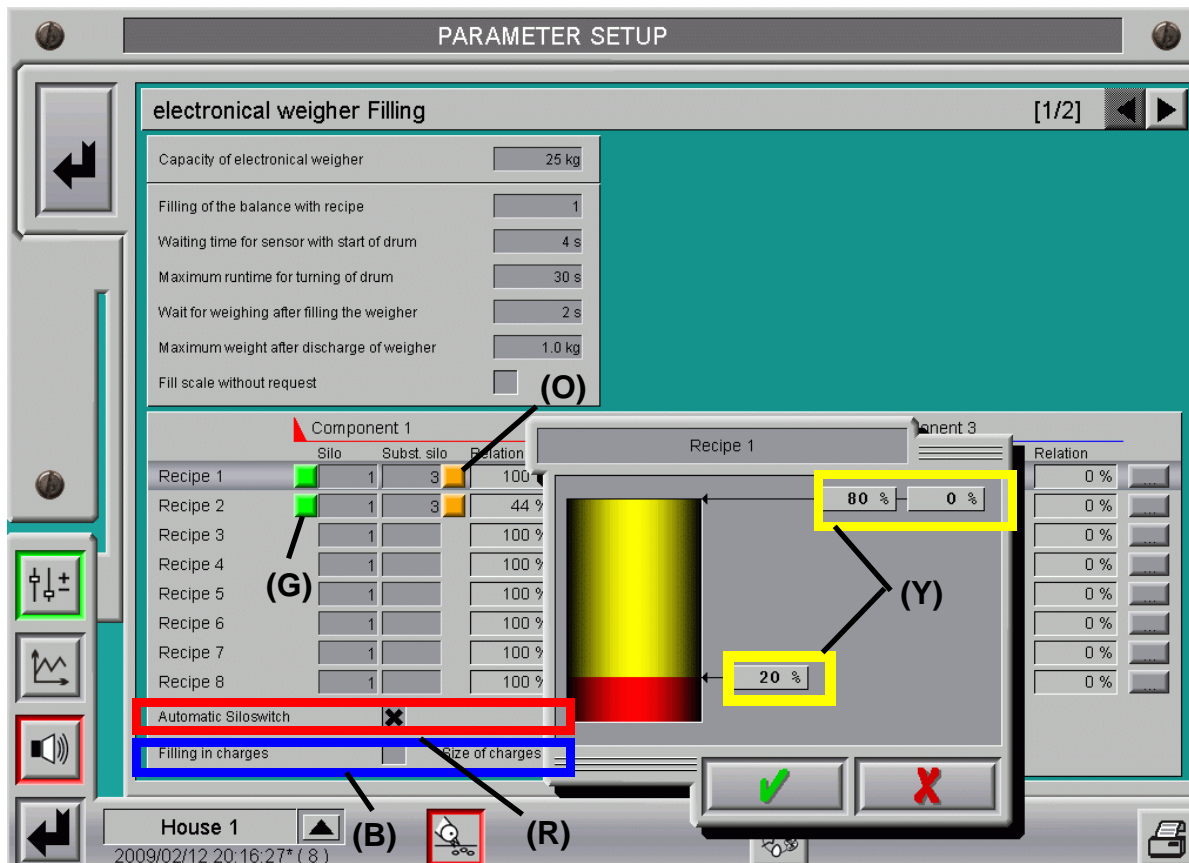 PARAMETER SETUP
electronical weigher Filling [1/2]
Capacity of electronical weigher 25 kg
Filling of the balance with recipe 1
Waiting time for sensor with start of drum 4 s
Maximum runtime for turning of drum 30 s
Wait for weighing after filling the weigher 2 s
Maximum weight after discharge of weigher 1.0 kg
Fill scale without request
(O)
Component 1 onent 3
Silo Subst. silo Relation Relation
Recipe 1 1 3 100 0 % ...
Recipe 2 1 3 44 % 0 % ...
Recipe 3 1 100 % 0 % ...
Recipe 4 1 100 % 0 % ...
Recipe 5 1 100 % 0 % ...
Recipe 6 1 100 % 0 % ...
Recipe 7 1 100 % 0 % ...
Recipe 8 1 100 % 0 % ...
(G)
Automatic Siloswitch
Filling in charges Size of charges
Recipe 1
80 % 0 %
(Y)
20 %
(B) (R)
House 1
2009/02/12 20:16:27* ( 8 )